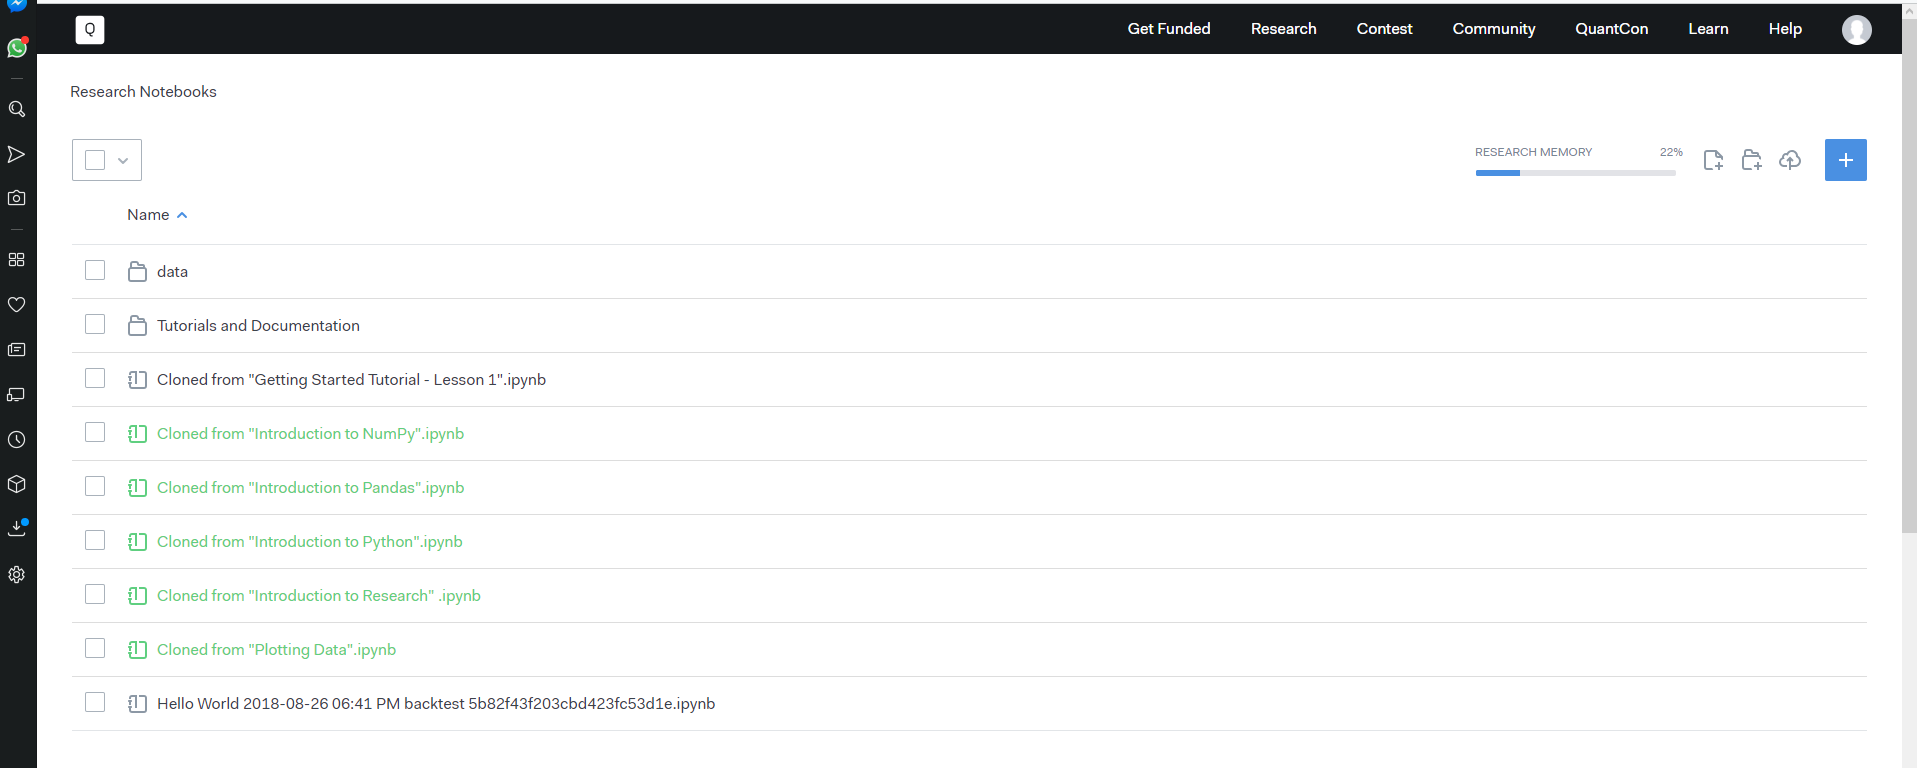 Q Get Funded Research Contest Community QuantCon Learn Help
Research Notebooks
RESEARCH MEMORY 22%
Name
data
Tutorials and Documentation
Cloned from "Getting Started Tutorial - Lesson 1".ipynb
Cloned from "Introduction to NumPy".ipynb
Cloned from "Introduction to Pandas".ipynb
Cloned from "Introduction to Python".ipynb
Cloned from "Introduction to Research" .ipynb
Cloned from "Plotting Data".ipynb
Hello World 2018-08-26 06:41 PM backtest 5b82f43f203cbd423fc53d1e.ipynb